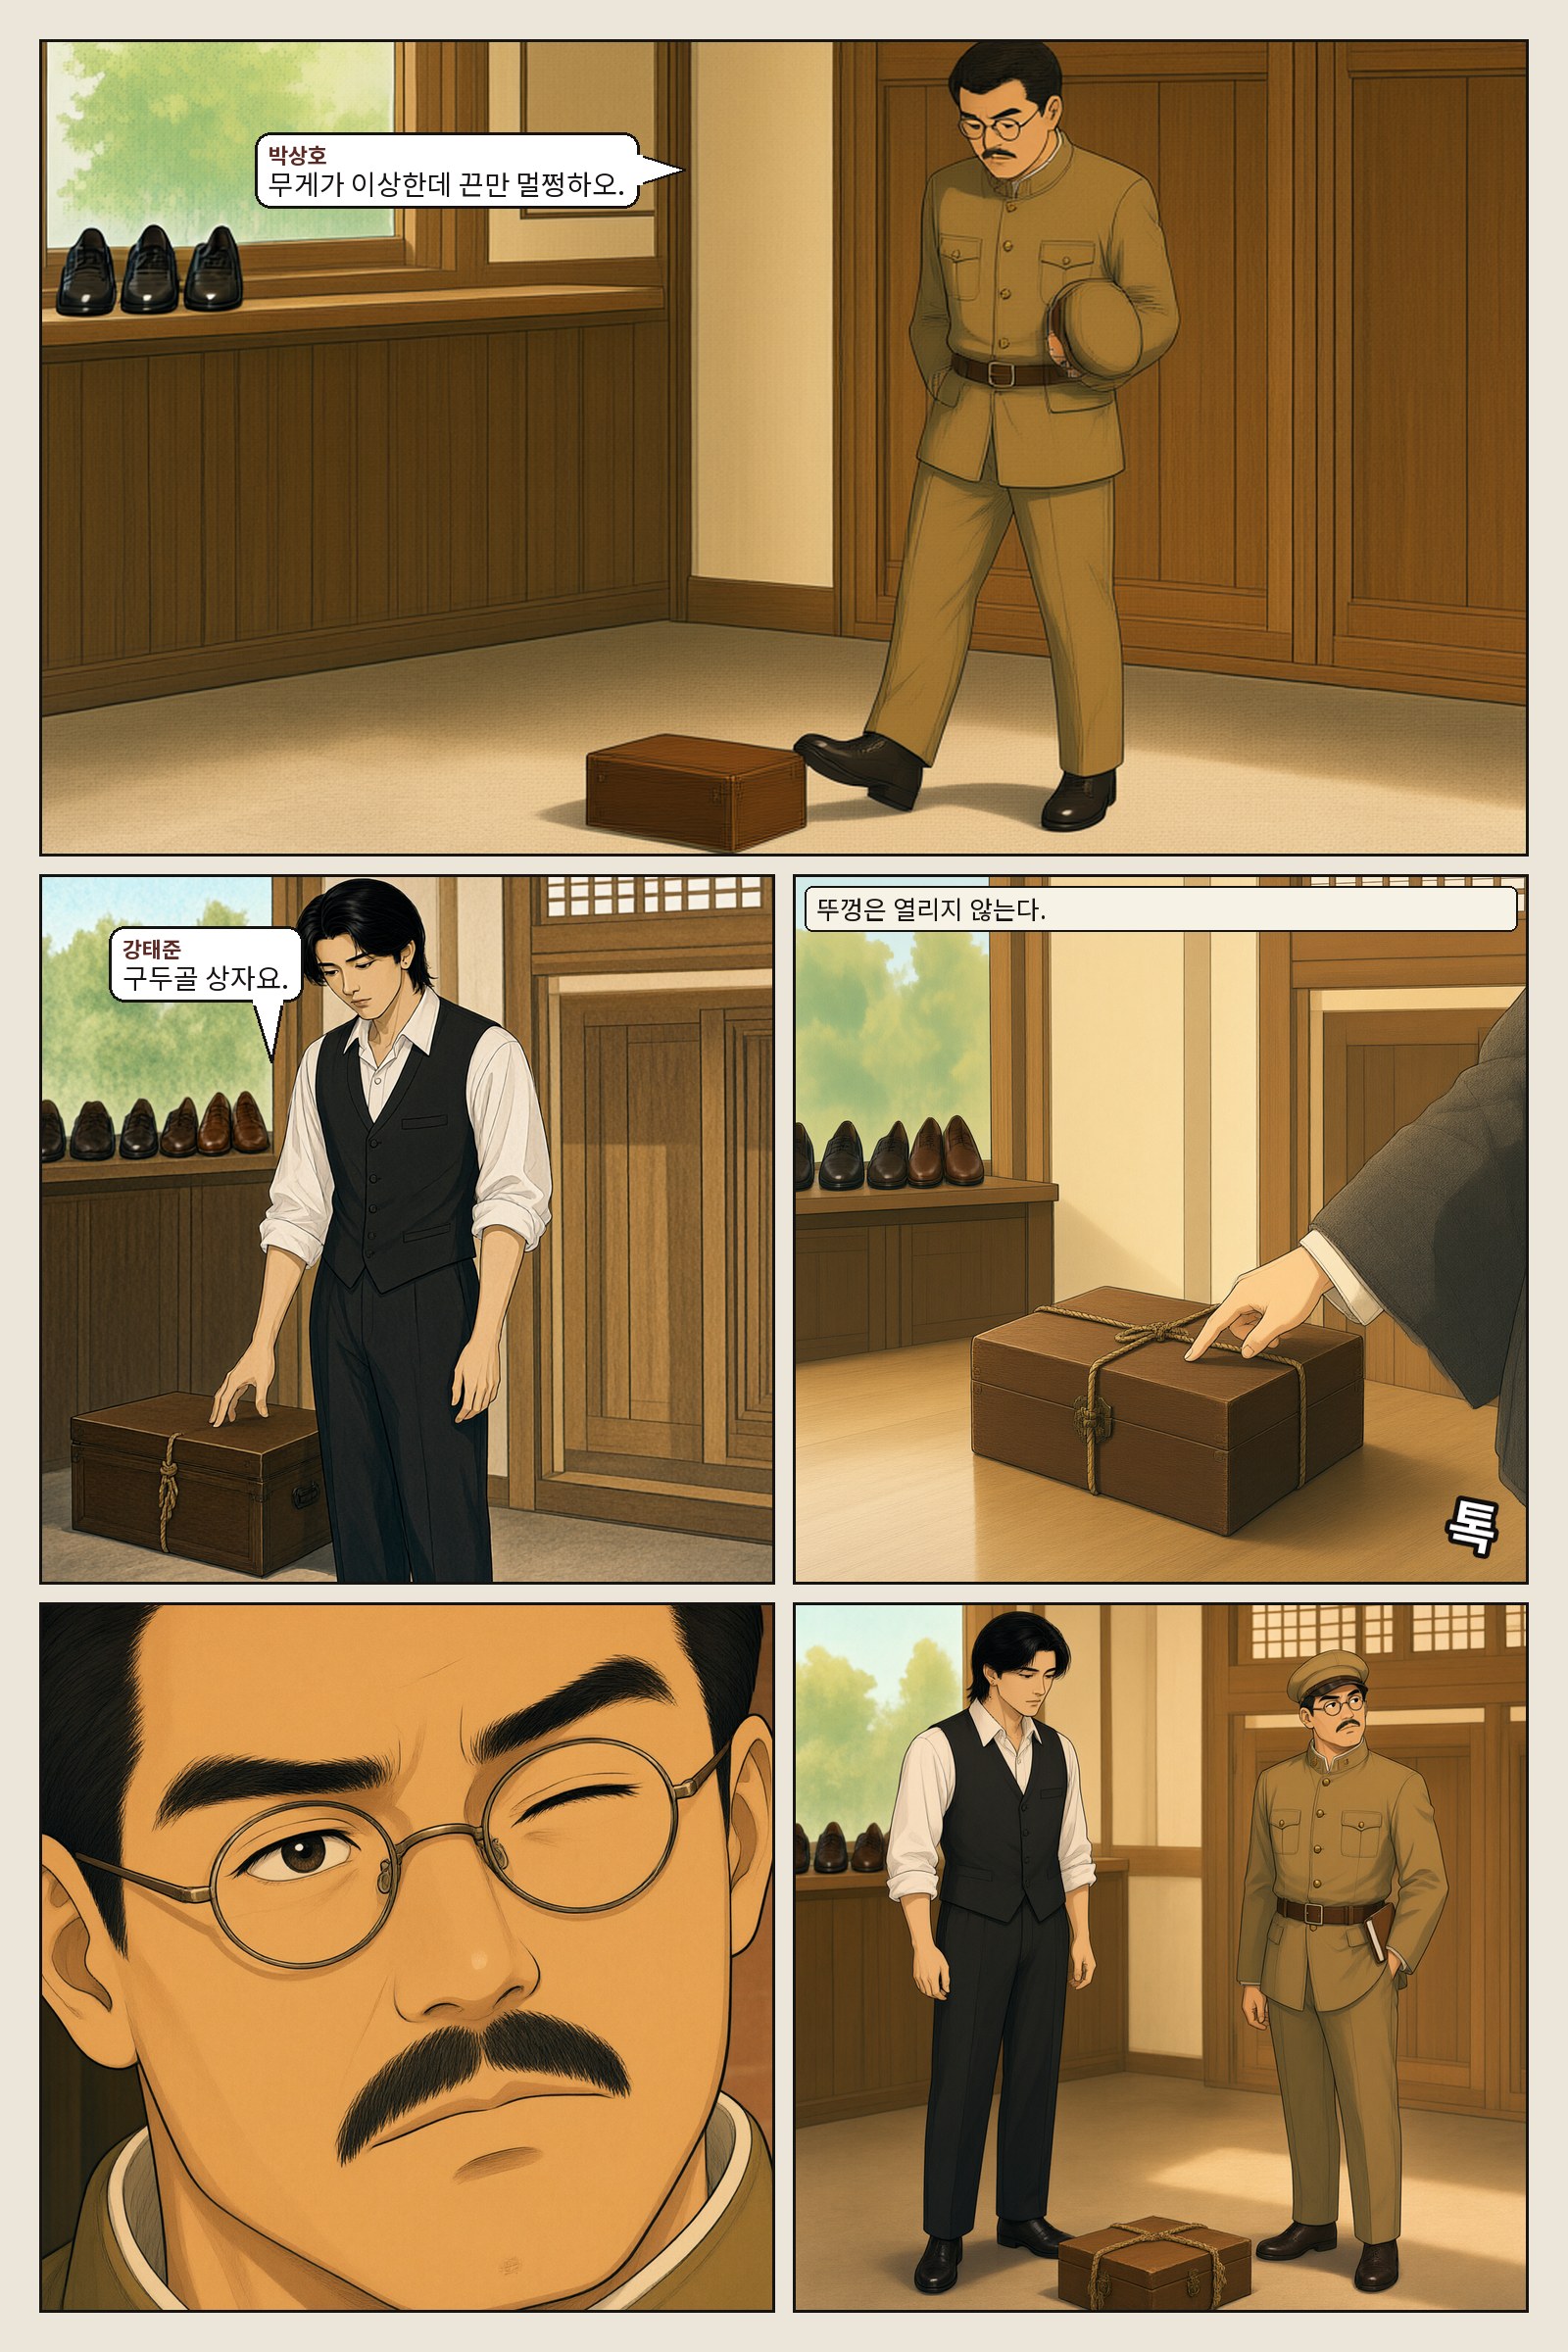 박상호
무게가 이상한데 끈만 멀쩡하오.
강태준
구두골 상자요.
뚜껑은 열리지 않는다.
톡